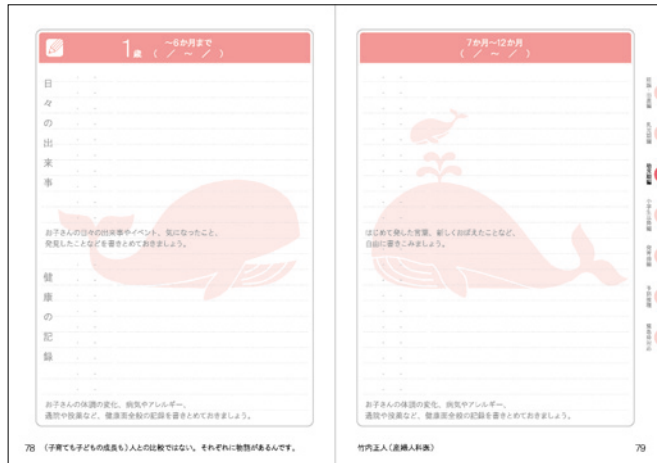 1歳 ～6か月まで
( ／ ～ ／ )
日々の出来事
お子さんの日々の出来事やイベント、気になったこと、
発見したことなどを書きとめておきましょう。
健康の記録
お子さんの体調の変化、病気やアレルギー、
通院や投薬など、健康面全般の記録を書きとめておきましょう。
78 （子育ても子どもの成長も）人との比較ではない。それぞれに物語があるんです。
7か月～12か月
( ／ ～ ／ )
はじめて発した言葉、新しくおぼえたことなど、
自由に書きこみましょう。
お子さんの体調の変化、病気やアレルギー、
通院や投薬など、健康面全般の記録を書きとめておきましょう。
竹内正人（産婦人科医） 79